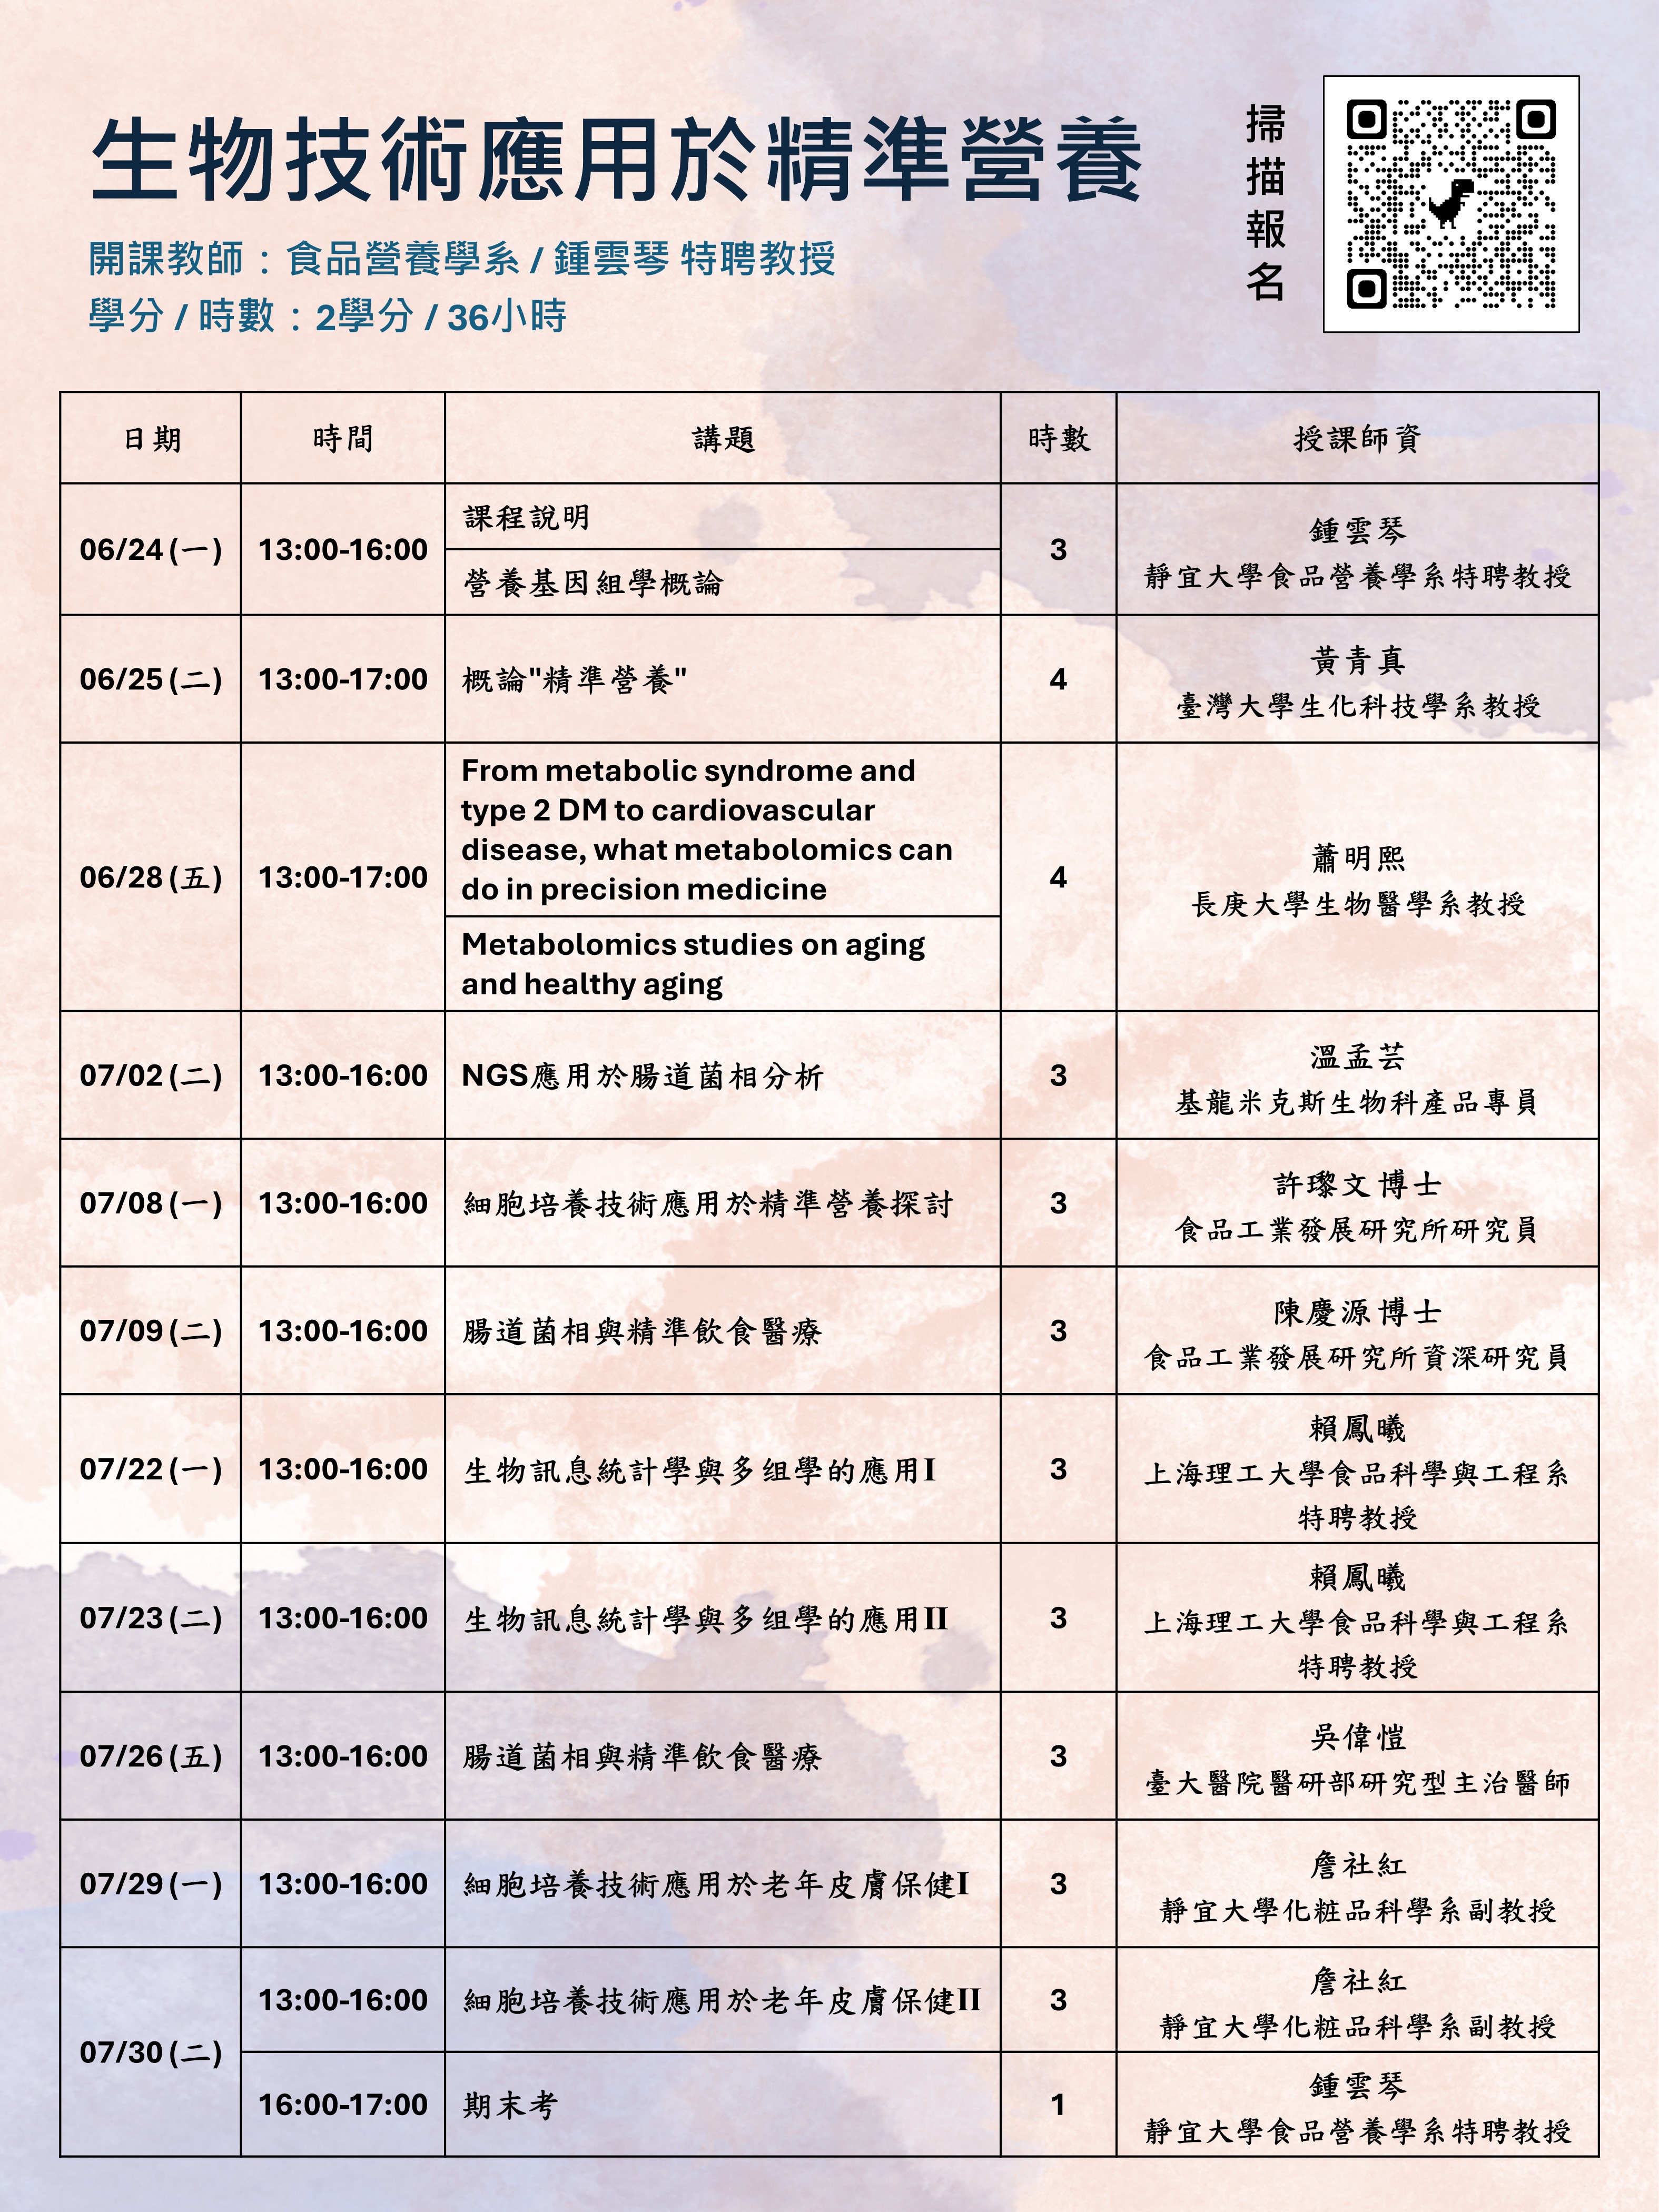 生物技術應用於精準營養
開課教師：食品營養學系 / 鍾雲琴 特聘教授
學分 / 時數：2學分 / 36小時
掃描報名
日期 時間 講題 時數 授課師資
06/24 (一) 13:00-16:00 課程說明 3 鍾雲琴
營養基因組學概論 靜宜大學食品營養學系特聘教授
06/25 (二) 13:00-17:00 概論"精準營養" 4 黃青真
臺灣大學生化科技學系教授
06/28 (五) 13:00-17:00
From metabolic syndrome and
type 2 DM to cardiovascular
disease, what metabolomics can
do in precision medicine
Metabolomics studies on aging
and healthy aging
4
蕭明熙
長庚大學生物醫學系教授
07/02 (二) 13:00-16:00 NGS應用於腸道菌相分析 3 溫孟芸
基龍米克斯生物科產品專員
07/08 (一) 13:00-16:00 細胞培養技術應用於精準營養探討 3 許瓈文 博士
食品工業發展研究所研究員
07/09 (二) 13:00-16:00 腸道菌相與精準飲食醫療 3 陳慶源 博士
食品工業發展研究所資深研究員
07/22 (一) 13:00-16:00 生物訊息統計學與多组學的應用I 3 賴鳳曦
上海理工大學食品科學與工程系
特聘教授
07/23 (二) 13:00-16:00 生物訊息統計學與多组學的應用II 3 賴鳳曦
上海理工大學食品科學與工程系
特聘教授
07/26 (五) 13:00-16:00 腸道菌相與精準飲食醫療 3 吳偉愷
臺大醫院醫研部研究型主治醫師
07/29 (一) 13:00-16:00 細胞培養技術應用於老年皮膚保健I 3 詹社紅
靜宜大學化粧品科學系副教授
07/30 (二) 13:00-16:00 細胞培養技術應用於老年皮膚保健II 3 詹社紅
靜宜大學化粧品科學系副教授
16:00-17:00 期末考 1 鍾雲琴
靜宜大學食品營養學系特聘教授